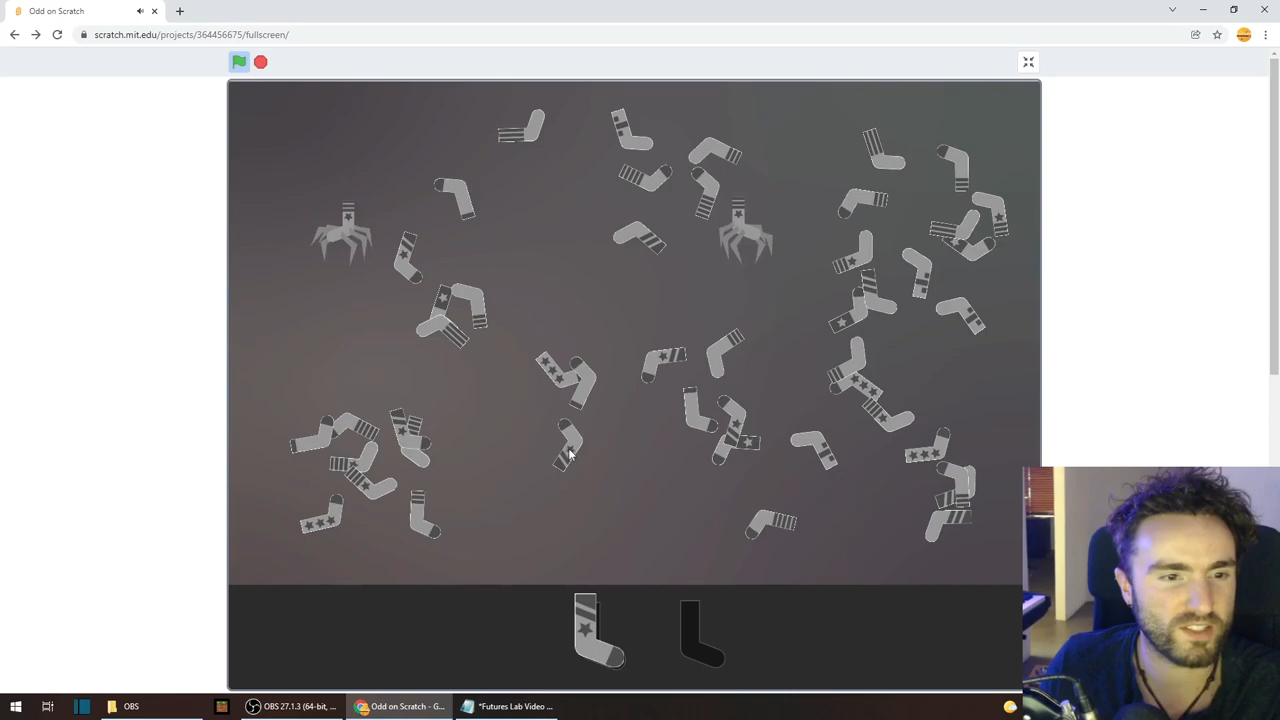 Odd on Scratch
scratch.mit.edu/projects/364456675/fullscreen/
OBS
OBS 27.1.3 (64-bit, ...
Odd on Scratch - G...
*Futures Lab Video ...